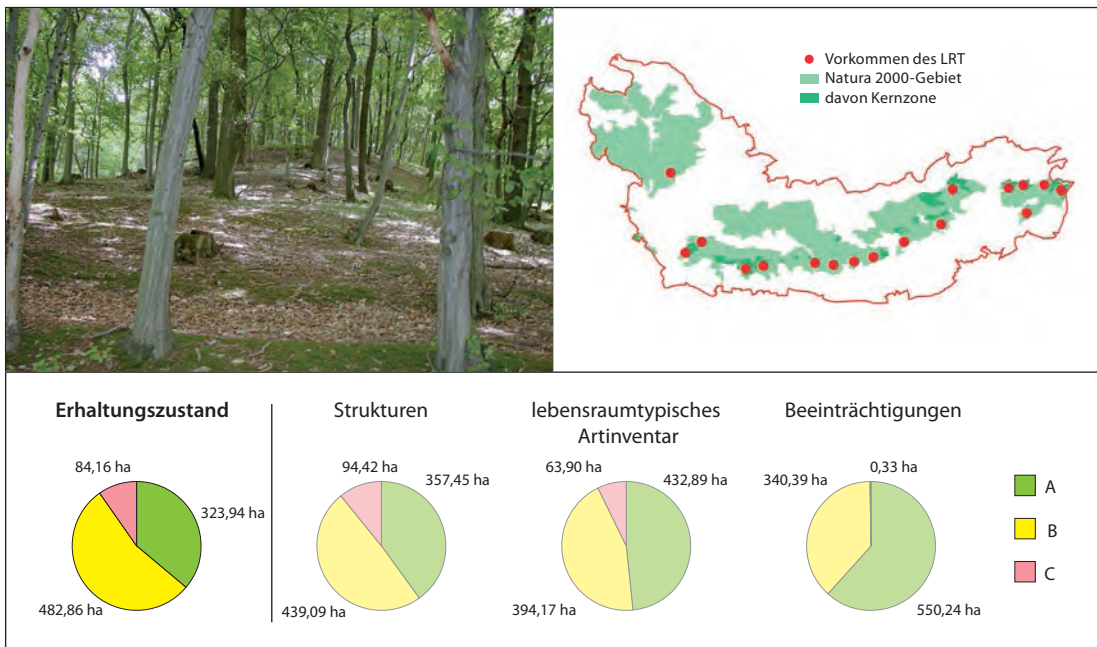 Vorkommen des LRT
Natura 2000-Gebiet
davon Kernzone
Erhaltungszustand
84,16 ha
323,94 ha
482,86 ha
Strukturen
94,42 ha
357,45 ha
439,09 ha
lebensraumtypisches
Artinventar
63,90 ha
432,89 ha
394,17 ha
Beeinträchtigungen
0,33 ha
340,39 ha
550,24 ha
A
B
C